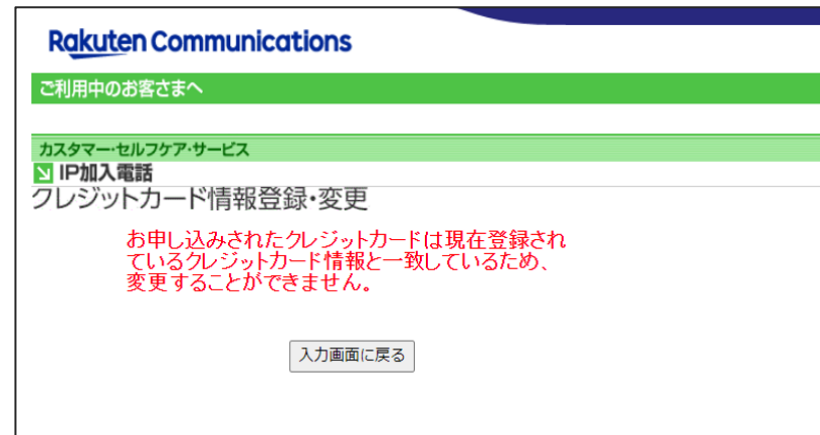 Rakuten Communications
ご利用中のお客さまへ
カスタマー・セルフケア・サービス
IP加入電話
クレジットカード情報登録・変更
お申し込みされたクレジットカードは現在登録され
ているクレジットカード情報と一致しているため、
変更することができません。
入力画面に戻る